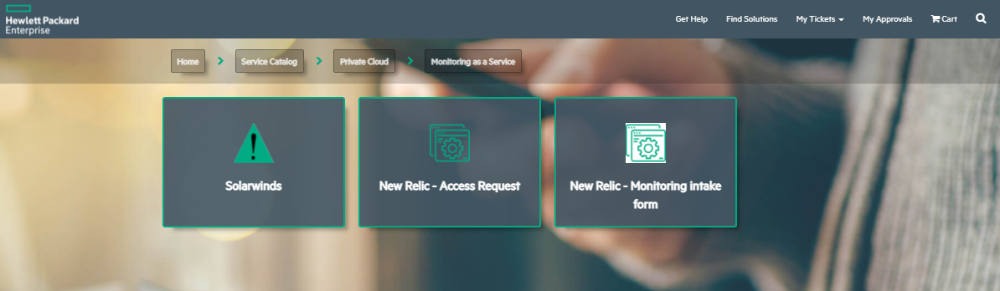 Hewlett Packard
Enterprise
Get Help Find Solutions My Tickets My Approvals Cart
Home Service Catalog Private Cloud Monitoring as a Service
Solarwinds
New Relic - Access Request
New Relic - Monitoring intake
form